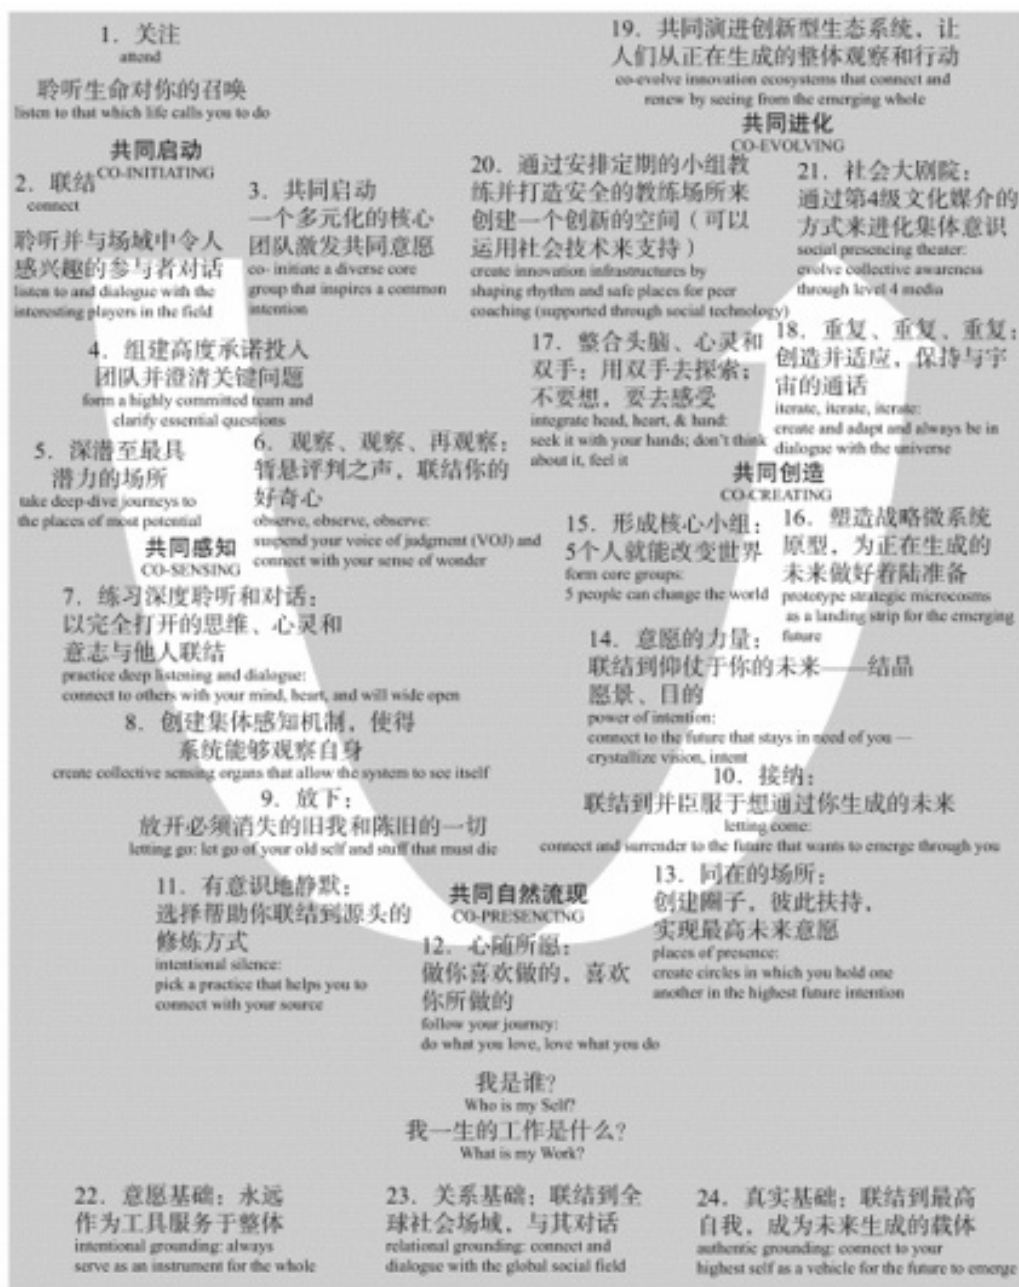 1. 关注
attend
聆听生命对你的召唤
listen to that which life calls you to do
共同启动
CO-INITIATING
2. 联结
connect
聆听并与场域中令人
感兴趣的参与者对话
listen to and dialogue with the
interesting players in the field
3. 共同启动
一个多元化的核心
团队激发共同意愿
co- initiate a diverse core
group that inspires a common
intention
4. 组建高度承诺投入
团队并澄清关键问题
form a highly committed team and
clarify essential questions
5. 深潜至最具
潜力的场所
take deep-dive journeys to
the places of most potential
6. 观察、观察、再观察：
暂悬评判之声，联结你的
好奇心
observe, observe, observe:
suspend your voice of judgment (VOJ) and
connect with your sense of wonder
共同感知
CO-SENSING
7. 练习深度聆听和对话：
以完全打开的思维、心灵和
意志与他人联结
practice deep listening and dialogue:
connect to others with your mind, heart, and will wide open
8. 创建集体感知机制，使得
系统能够观察自身
create collective sensing organs that allow the system to see itself
9. 放下：
放开必须消失的旧我和陈旧的一切
letting go: let go of your old self and stuff that must die
11. 有意识地静默：
选择帮助你联结到源头的
修炼方式
intentional silence:
pick a practice that helps you to
connect with your source
共同自然流现
CO-PRESENCING
12. 心随所愿：
做你喜欢做的，喜欢
你所做的
follow your journey:
do what you love, love what you do
13. 同在的场所：
创建圈子，彼此扶持，
实现最高未来意愿
places of presence:
create circles in which you hold one
another in the highest future intention
10. 接纳：
联结到并臣服于想通过你生成的未来
letting come:
connect and surrender to the future that wants to emerge through you
14. 意愿的力量：
联结到仰仗于你的未来——结晶
愿景、目的
power of intention:
connect to the future that stays in need of you —
crystallize vision, intent
15. 形成核心小组：
5个人就能改变世界
form core groups:
5 people can change the world
16. 塑造战略微系统
原型，为正在生成的
未来做好着陆准备
prototype strategic microcosms
as a landing strip for the emerging
future
共同创造
CO-CREATING
17. 整合头脑、心灵和
双手：用双手去探索；
不要想，要去感受
integrate head, heart, & hand:
seek it with your hands; don't think
about it, feel it
18. 重复、重复、重复：
创造并适应，保持与宇
宙的通话
iterate, iterate, iterate:
create and adapt and always be in
dialogue with the universe
19. 共同演进创新型生态系统，让
人们从正在生成的整体观察和行动
co-evolve innovation ecosystems that connect and
renew by seeing from the emerging whole
共同进化
CO-EVOLVING
20. 通过安排定期的小组教
练并打造安全的教练场所来
创建一个创新的空间（可以
运用社会技术来支持）
create innovation infrastructures by
shaping rhythm and safe places for peer
coaching (supported through social technology)
21. 社会大剧院：
通过第4级文化媒介的
方式来进化集体意识
social presencing theater:
evolve collective awareness
through level 4 media
我是谁?
Who is my Self?
我一生的工作是什么?
What is my Work?
22. 意愿基础：永远
作为工具服务于整体
intentional grounding: always
serve as an instrument for the whole
23. 关系基础：联结到全
球社会场域，与其对话
relational grounding: connect and
dialogue with the global social field
24. 真实基础：联结到最高
自我，成为未来生成的载体
authentic grounding: connect to your
highest self as a vehicle for the future to emerge